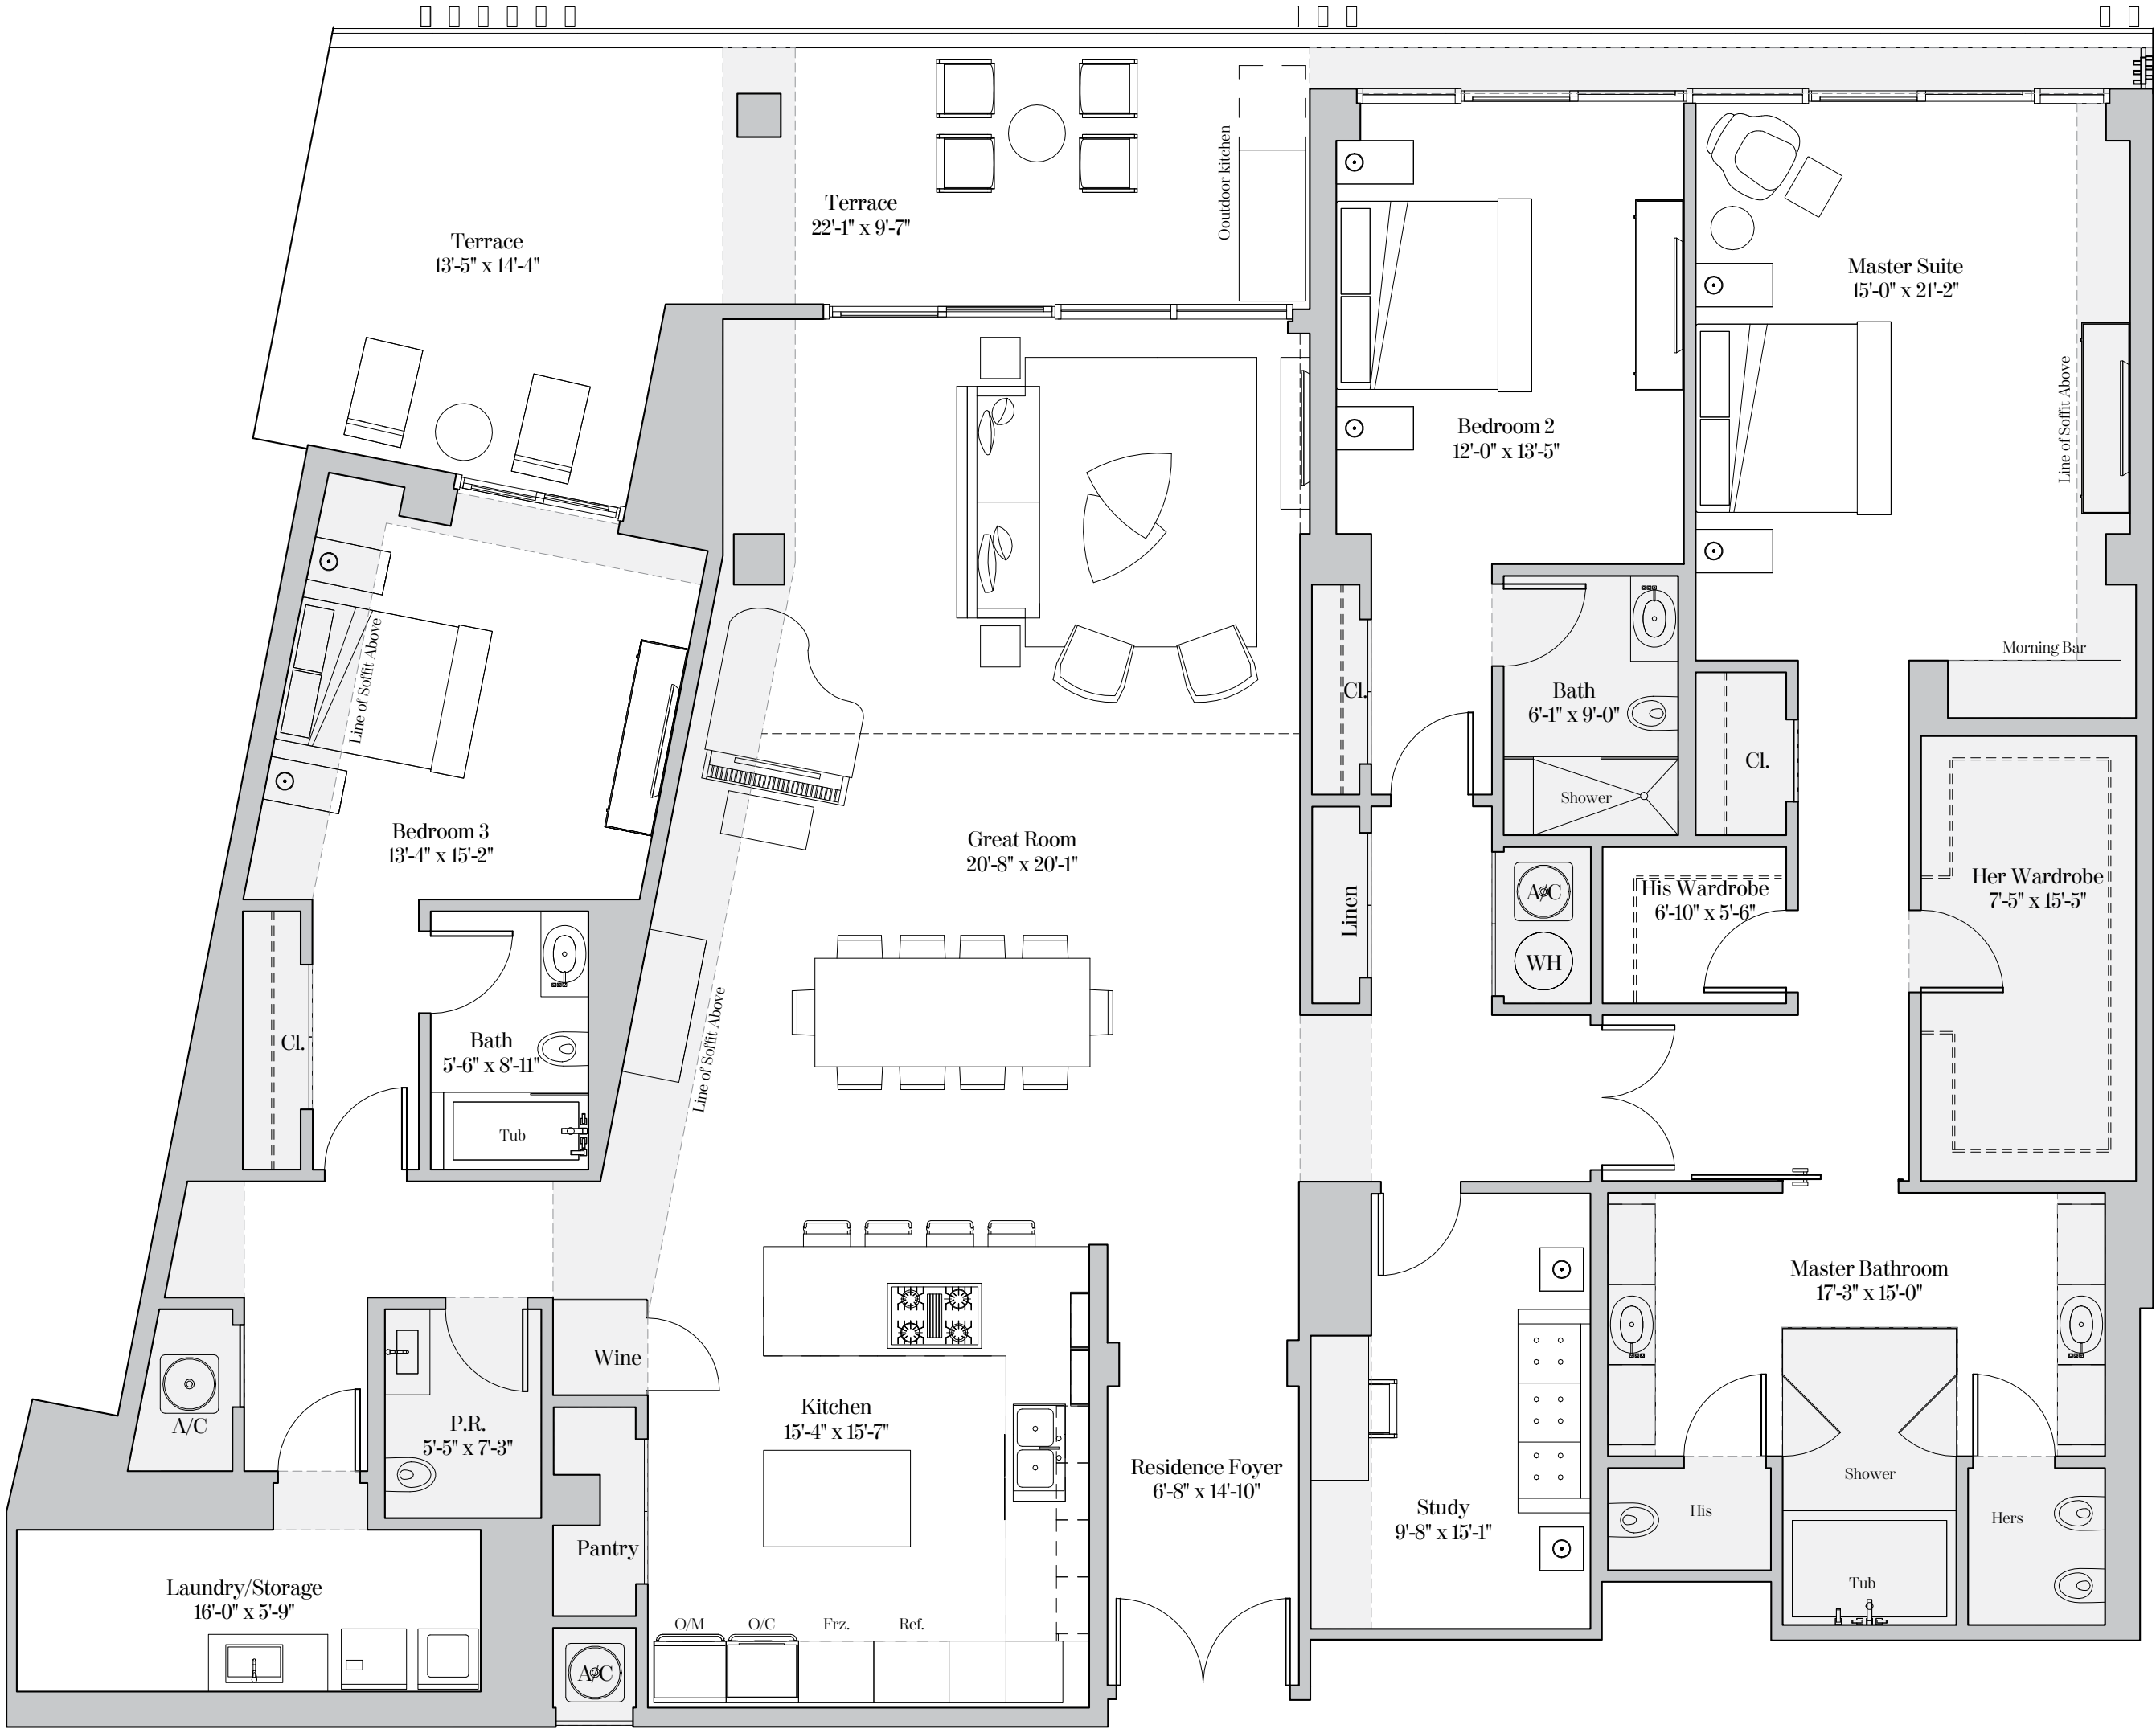 Terrace
13'-5" x 14'-4"
Terrace
22'-1" x 9'-7"
Ooutdoor kitchen
Master Suite
15'-0" x 21'-2"
Line of Soffit Above
Bedroom 2
12'-0" x 13'-5"
Line of Soffit Above
Bedroom 3
13'-4" x 15'-2"
Great Room
20'-8" x 20'-1"
Cl.
Bath
6'-1" x 9'-0"
Shower
Morning Bar
Cl.
Linen
A/C
WH
His Wardrobe
6'-10" x 5'-6"
Her Wardrobe
7'-5" x 15'-5"
Cl.
Bath
5'-6" x 8'-11"
Tub
Line of Soffit Above
Master Bathroom
17'-3" x 15'-0"
Wine
Kitchen
15'-4" x 15'-7"
A/C
P.R.
5'-5" x 7'-3"
Residence Foyer
6'-8" x 14'-10"
Study
9'-8" x 15'-1"
Shower
His
Hers
Tub
Pantry
Laundry/Storage
16'-0" x 5'-9"
O/M
O/C
Frz.
Ref.
A/C